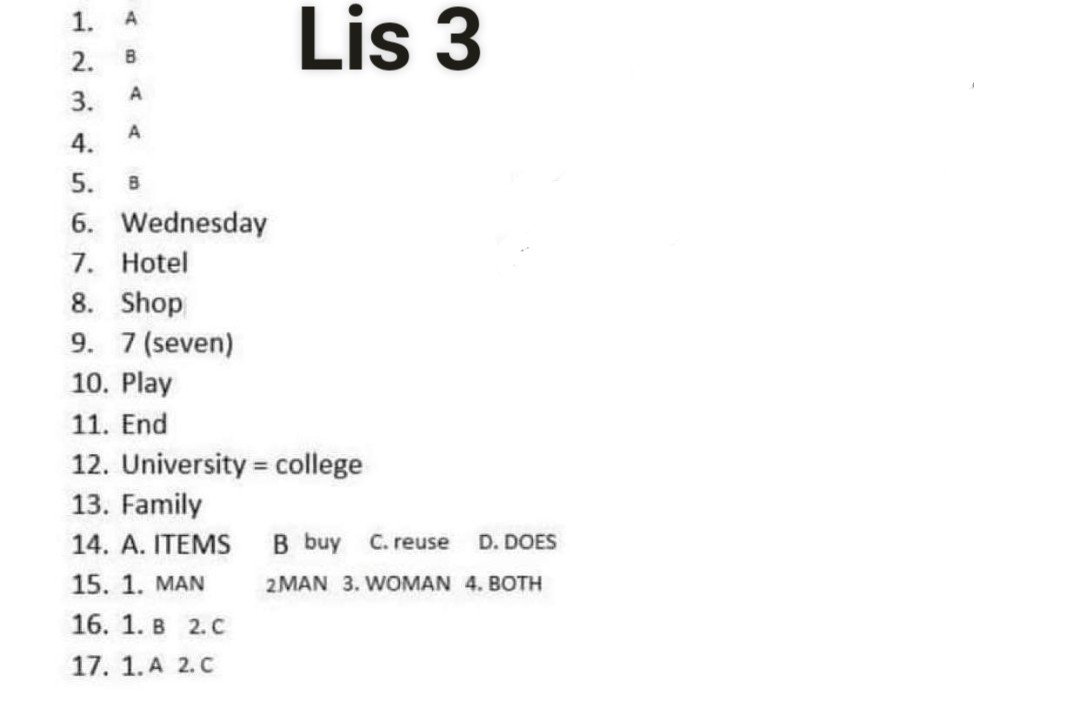 Lis 3
1. A
2. B
3. A
4. A
5. B
6. Wednesday
7. Hotel
8. Shop
9. 7 (seven)
10. Play
11. End
12. University = college
13. Family
14. A. ITEMS B buy C. reuse D. DOES
15. 1. MAN 2MAN 3. WOMAN 4. BOTH
16. 1. B 2. C
17. 1. A 2. C